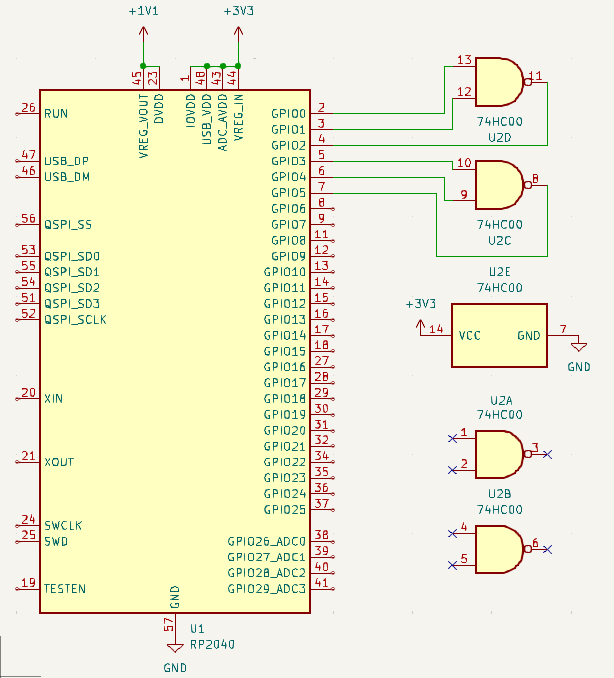 +1V1
+3V3
45
23
1
48
43
44
VREG_VOUT
DVDD
IOVDD
USB_VDD
ADC_AVDD
VREG_IN
26 RUN
47 USB_DP
46 USB_DM
56 QSPI_SS
53 QSPI_SD0
55 QSPI_SD1
54 QSPI_SD2
51 QSPI_SD3
52 QSPI_SCLK
20 XIN
21 XOUT
24 SWCLK
25 SWD
19 TESTEN
GPIO0 2
GPIO1 3
GPIO2 4
GPIO3 5
GPIO4 6
GPIO5 7
GPIO6 8
GPIO7 9
GPIO8 11
GPIO9 12
GPIO10 13
GPIO11 14
GPIO12 15
GPIO13 16
GPIO14 17
GPIO15 18
GPIO16 27
GPIO17 28
GPIO18 29
GPIO19 30
GPIO20 31
GPIO21 32
GPIO22 34
GPIO23 35
GPIO24 36
GPIO25 37
GPIO26_ADC0 38
GPIO27_ADC1 39
GPIO28_ADC2 40
GPIO29_ADC3 41
GND
57
U1
RP2040
GND
13
12
11
74HC00
U2D
10
9
8
74HC00
U2C
U2E
74HC00
+3V3
14 VCC
GND 7
GND
U2A
74HC00
1
2
3
U2B
74HC00
4
5
6